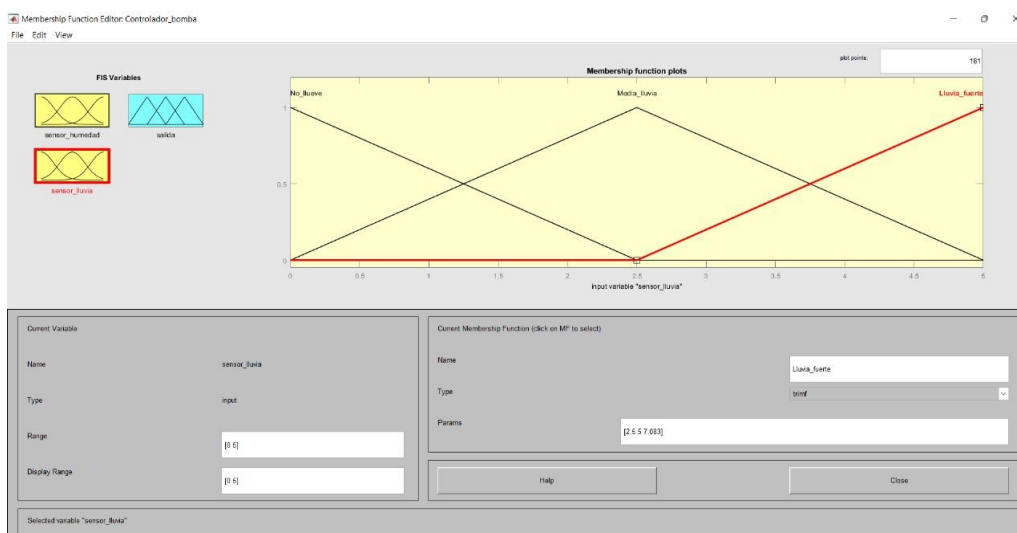 Membership Function Editor: Controlador_bomba
File Edit View
FIS Variables
sensor_humedad
salida
sensor_lluvia
plot points:
181
Membership function plots
No_llueve
Media_lluvia
Lluvia_fuerte
1
0.5
0
0 0.5 1 1.5 2 2.5 3 3.5 4 4.5 5
input variable "sensor_lluvia"
Current Variable
Name sensor_lluvia
Type input
Range [0 5]
Display Range [0 5]
Current Membership Function (click on MF to select)
Name Lluvia_fuerte
Type trimf
Params [2.5 5 7.083]
Help Close
Selected variable "sensor_lluvia"